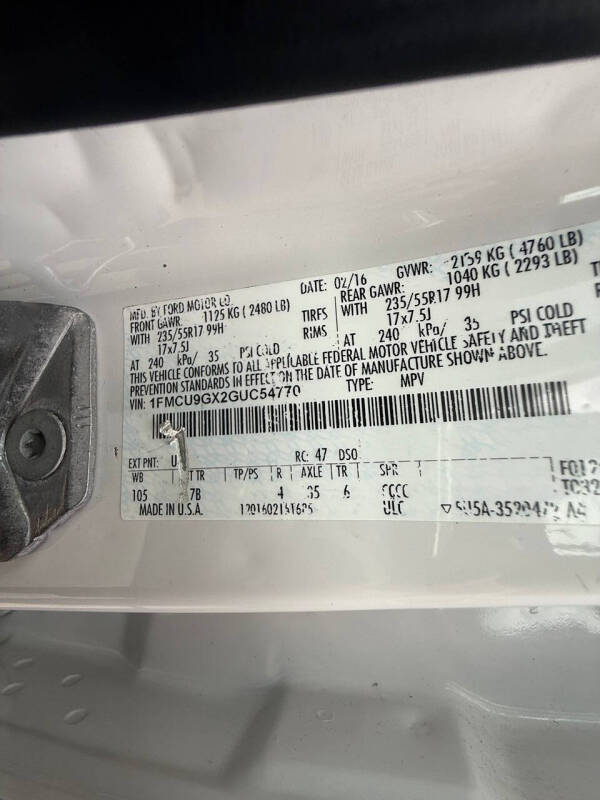 MFD. BY FORD MOTOR CO. DATE: 02/16 GVWR: 2159 KG ( 4760 LB)
FRONT GAWR: 1125 KG ( 2480 LB) REAR GAWR: 1040 KG ( 2293 LB)
WITH 235/55R17 99H TIRES 235/55R17 99H
17x7.5J RIMS 17x7.5J
AT 240 kPa/ 35 PSI COLD AT 240 kPa/ 35 PSI COLD
THIS VEHICLE CONFORMS TO ALL APPLICABLE FEDERAL MOTOR VEHICLE SAFETY AND THEFT
PREVENTION STANDARDS IN EFFECT ON THE DATE OF MANUFACTURE SHOWN ABOVE.
VIN: 1FMCU9GX2GUC54770 TYPE: MPV
EXT PNT: RC: 47 DSO:
WB TR TP/PS R AXLE TR SPR
105 7B 4 6
MADE IN U.S.A. ULC